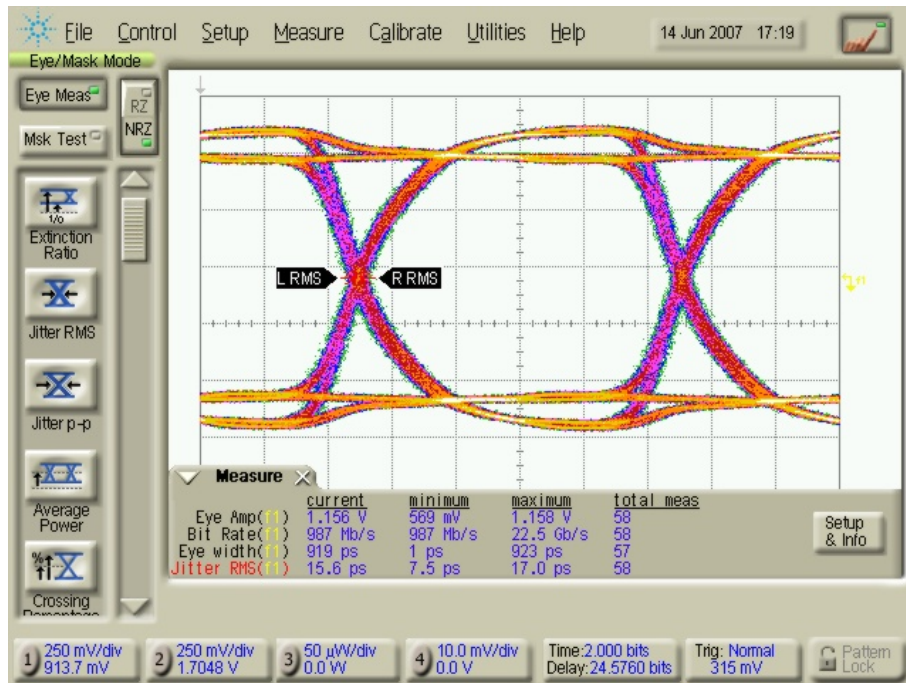 File Control Setup Measure Calibrate Utilities Help 14 Jun 2007 17:19
Eye/Mask Mode
Eye Meas
RZ
NRZ
Msk Test
1/0
Extinction
Ratio
Jitter RMS
Jitter p-p
Average
Power
%
Crossing
L RMS R RMS
f1
Measure
current minimum maximum total meas
Eye Amp(f1) 1.156 V 569 mV 1.158 V 58
Bit Rate(f1) 987 Mb/s 987 Mb/s 22.5 Gb/s 58
Eye width(f1) 919 ps 1 ps 923 ps 57
Jitter RMS(f1) 15.6 ps 7.5 ps 17.0 ps 58
Setup
& Info
1 250 mV/div
913.7 mV
2 250 mV/div
1.7048 V
3 50 µW/div
0.0 W
4 10.0 mV/div
0.0 V
Time:2.000 bits
Delay:24.5760 bits
Trig: Normal
315 mV
Pattern
Lock